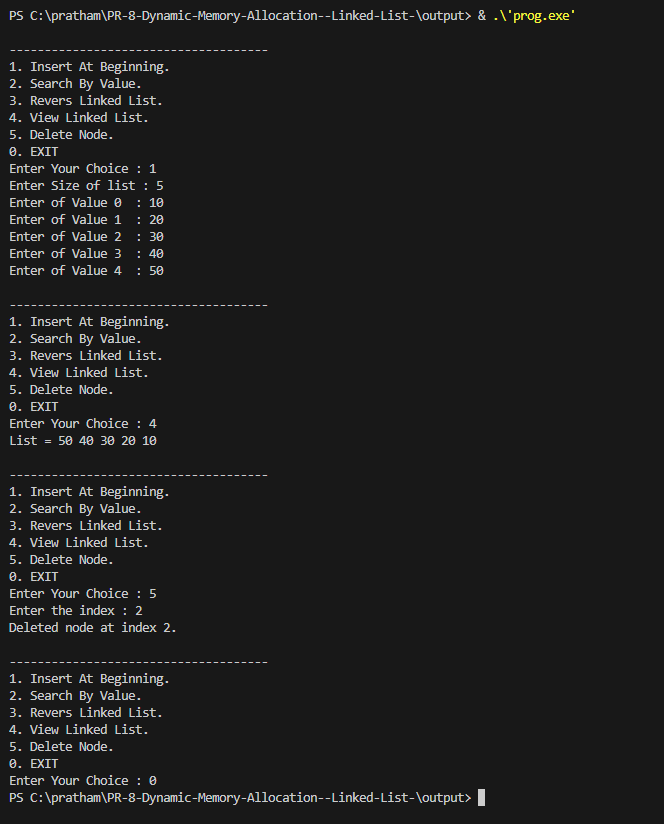 PS C:\pratham\PR-8-Dynamic-Memory-Allocation--Linked-List-\output> & .\'prog.exe'
-------------------------------------
1. Insert At Beginning.
2. Search By Value.
3. Revers Linked List.
4. View Linked List.
5. Delete Node.
0. EXIT
Enter Your Choice : 1
Enter Size of list : 5
Enter of Value 0  : 10
Enter of Value 1  : 20
Enter of Value 2  : 30
Enter of Value 3  : 40
Enter of Value 4  : 50
-------------------------------------
1. Insert At Beginning.
2. Search By Value.
3. Revers Linked List.
4. View Linked List.
5. Delete Node.
0. EXIT
Enter Your Choice : 4
List = 50 40 30 20 10
-------------------------------------
1. Insert At Beginning.
2. Search By Value.
3. Revers Linked List.
4. View Linked List.
5. Delete Node.
0. EXIT
Enter Your Choice : 5
Enter the index : 2
Deleted node at index 2.
-------------------------------------
1. Insert At Beginning.
2. Search By Value.
3. Revers Linked List.
4. View Linked List.
5. Delete Node.
0. EXIT
Enter Your Choice : 0
PS C:\pratham\PR-8-Dynamic-Memory-Allocation--Linked-List-\output>